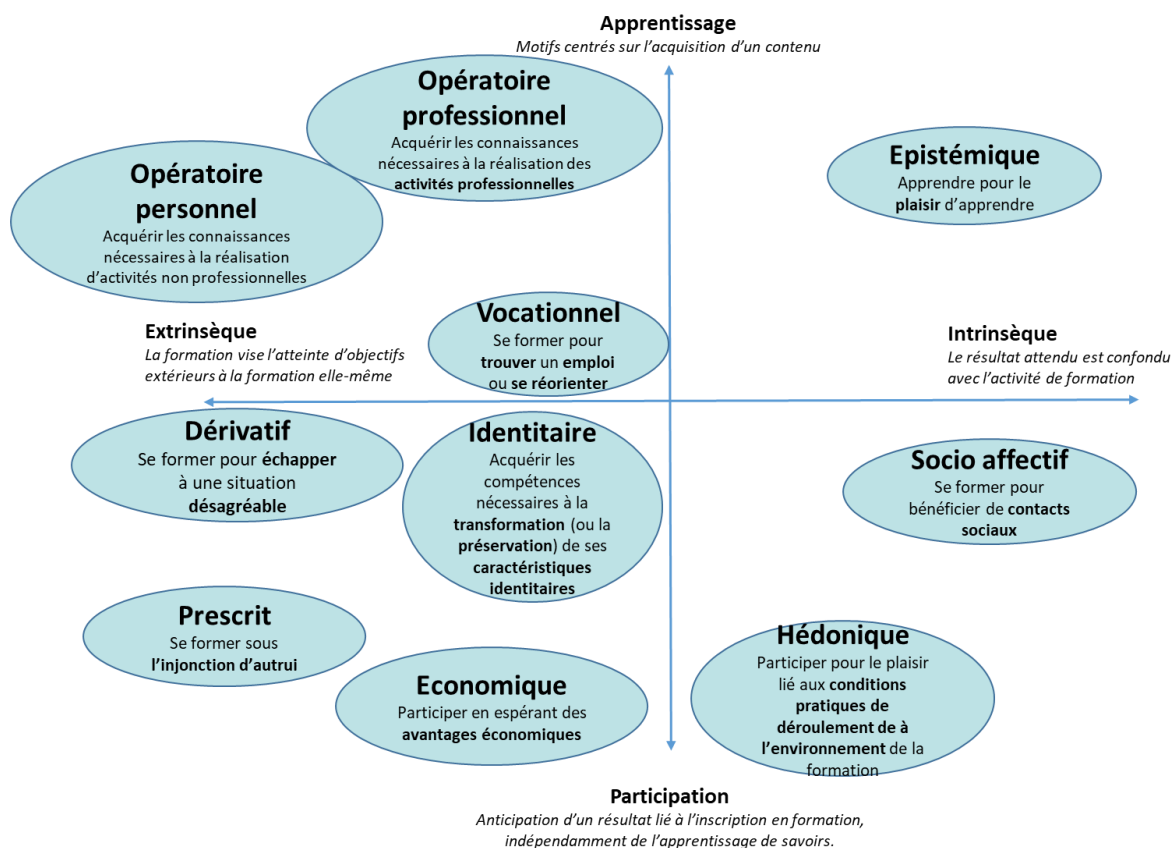 Apprentissage
Motifs centrés sur l'acquisition d'un contenu
Opératoire
professionnel
Acquérir les connaissances
nécessaires à la réalisation des
activités professionnelles
Opératoire
personnel
Acquérir les connaissances
nécessaires à la réalisation
d'activités non professionnelles
Epistémique
Apprendre pour le
plaisir d'apprendre
Vocationnel
Se former pour
trouver un emploi
ou se réorienter
Extrinsèque
La formation vise l'atteinte d'objectifs
extérieurs à la formation elle-même
Intrinsèque
Le résultat attendu est confondu
avec l'activité de formation
Dérivatif
Se former pour échapper
à une situation
désagréable
Identitaire
Acquérir les
compétences
nécessaires à la
transformation (ou la
préservation) de ses
caractéristiques
identitaires
Socio affectif
Se former pour
bénéficier de contacts
sociaux
Prescrit
Se former sous
l'injonction d'autrui
Economique
Participer en espérant des
avantages économiques
Hédonique
Participer pour le plaisir
lié aux conditions
pratiques de
déroulement de à
l'environnement de la
formation
Participation
Anticipation d'un résultat lié à l'inscription en formation,
indépendamment de l'apprentissage de savoirs.